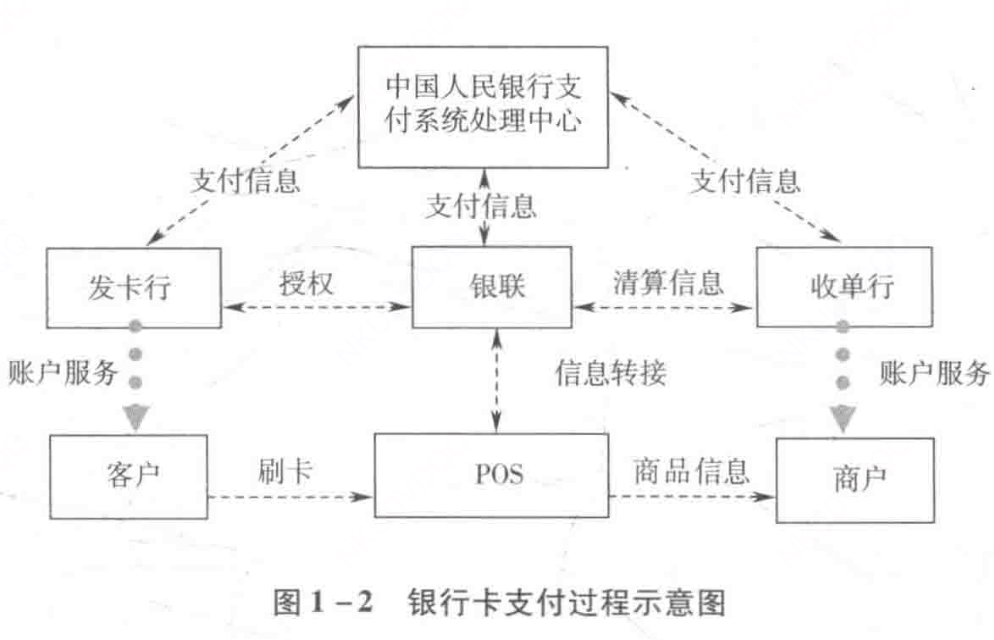 中国人民银行支
付系统处理中心
支付信息
支付信息
支付信息
发卡行
授权
银联
清算信息
收单行
账户服务
信息转接
账户服务
客户
刷卡
POS
商品信息
商户
图1-2 银行卡支付过程示意图